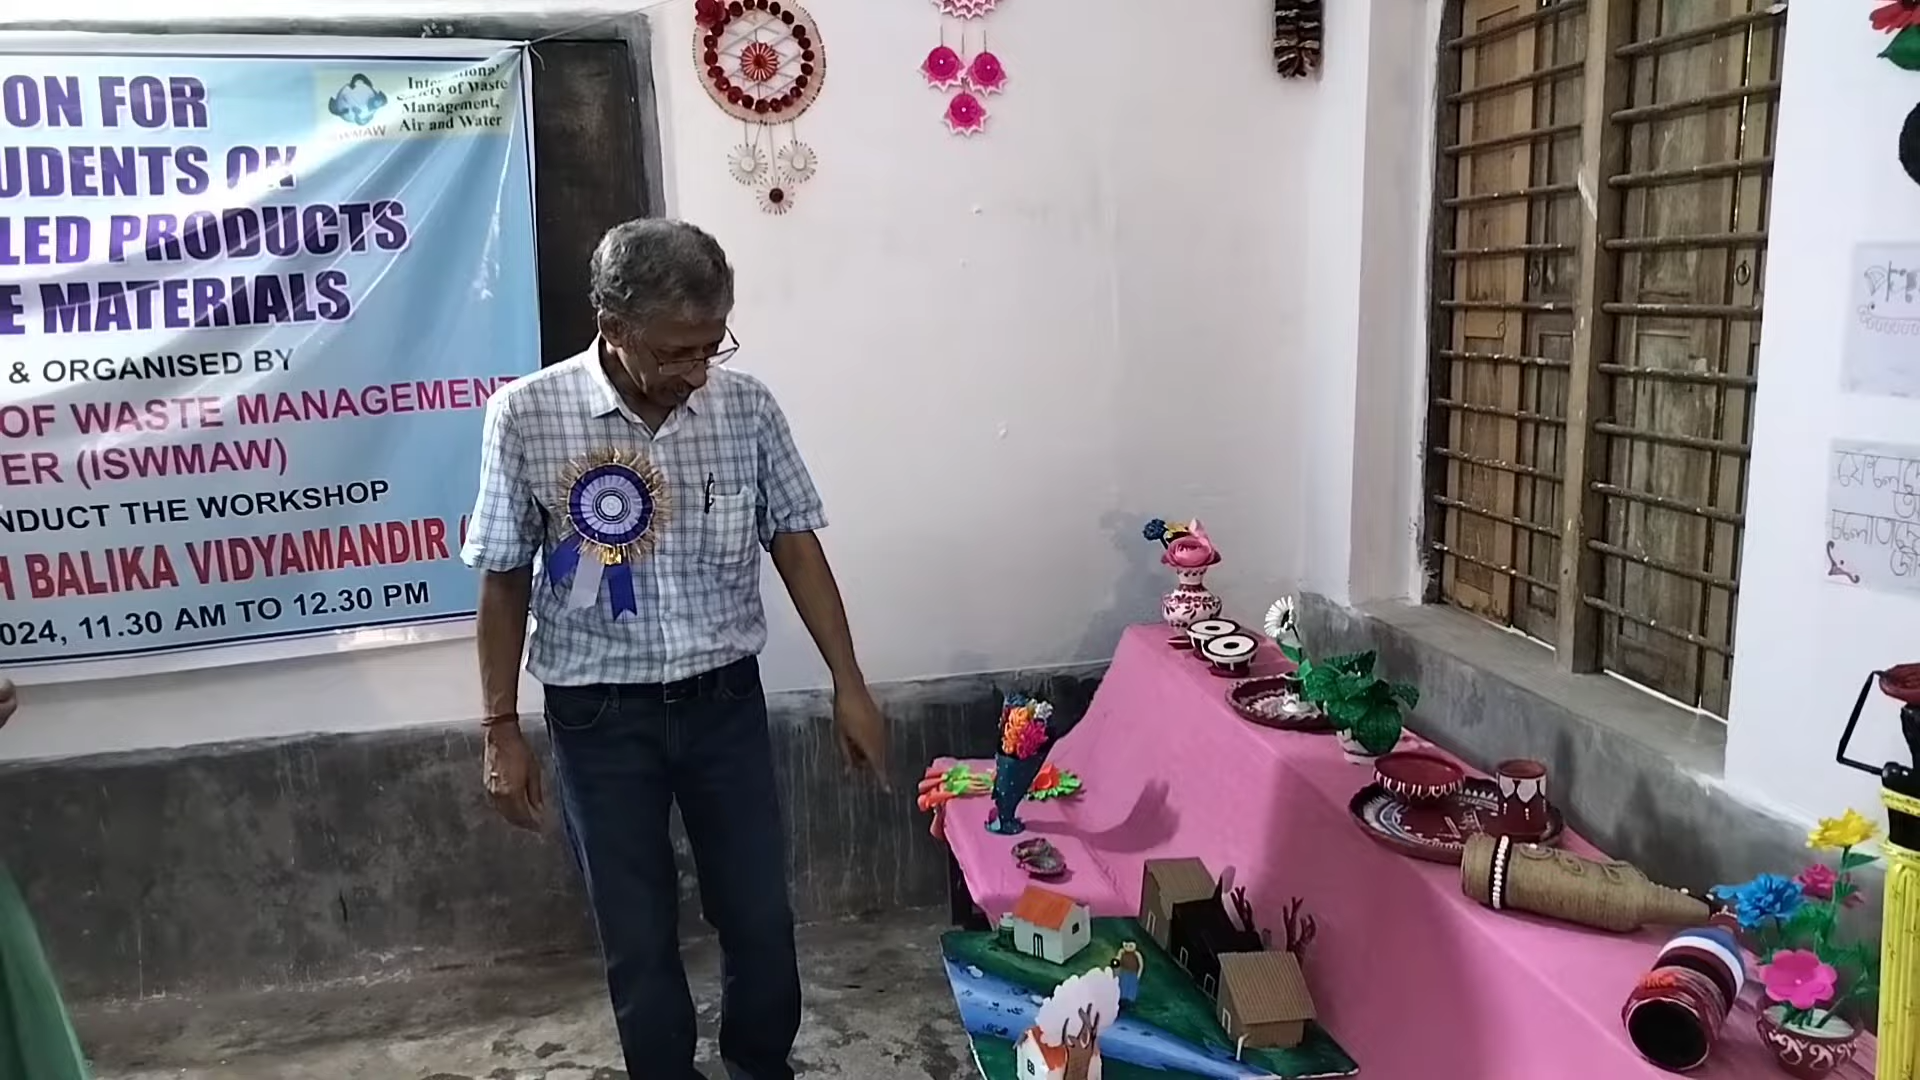 ON FOR
UDENTS ON
LED PRODUCTS
E MATERIALS
& ORGANISED BY
OF WASTE MANAGEMENT
ER (ISWMAW)
NDUCT THE WORKSHOP
H BALIKA VIDYAMANDIR (
024, 11.30 AM TO 12.30 PM
International
Society of Waste
Management,
Air and Water
ISWMAW